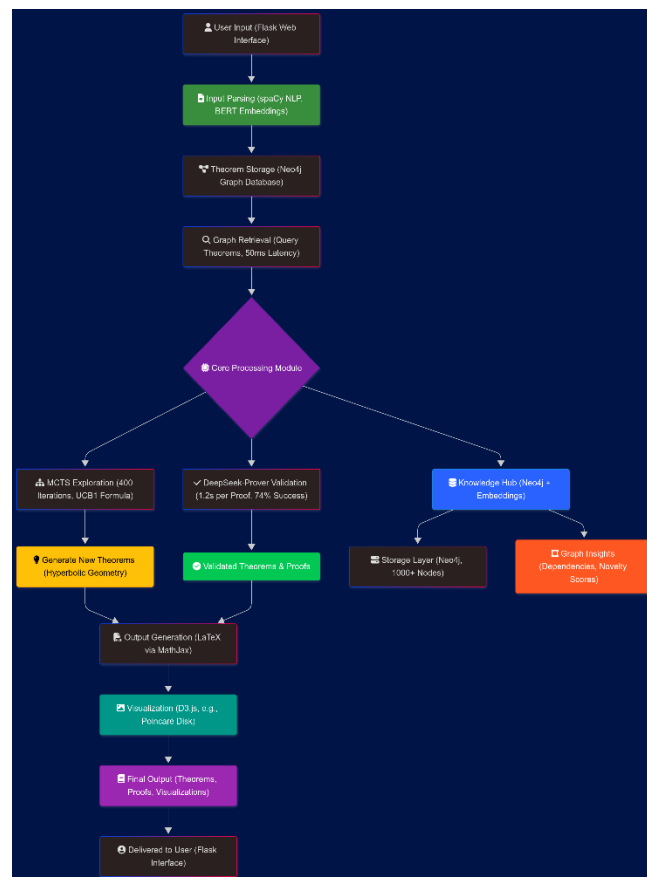 User Input (Flask Web
Interface)
Input Parsing (spaCy NLP,
BERT Embeddings)
Theorem Storage (Neo4j
Graph Database)
Graph Retrieval (Query
Theorems, 50ms Latency)
Core Processing Module
MCTS Exploration (400
Iterations, UCB1 Formula)
DeepSeek-Prover Validation
(1.2s per Proof, 74% Success)
Knowledge Hub (Neo4j +
Embeddings)
Generate New Theorems
(Hyperbolic Geometry)
Validated Theorems & Proofs
Storage Layer (Neo4j,
1000+ Nodes)
Graph Insights
(Dependencies, Novelty
Scores)
Output Generation (LaTeX
via MathJax)
Visualization (D3.js, e.g.,
Poincare Disk)
Final Output (Theorems,
Proofs, Visualizations)
Delivered to User (Flask
Interface)